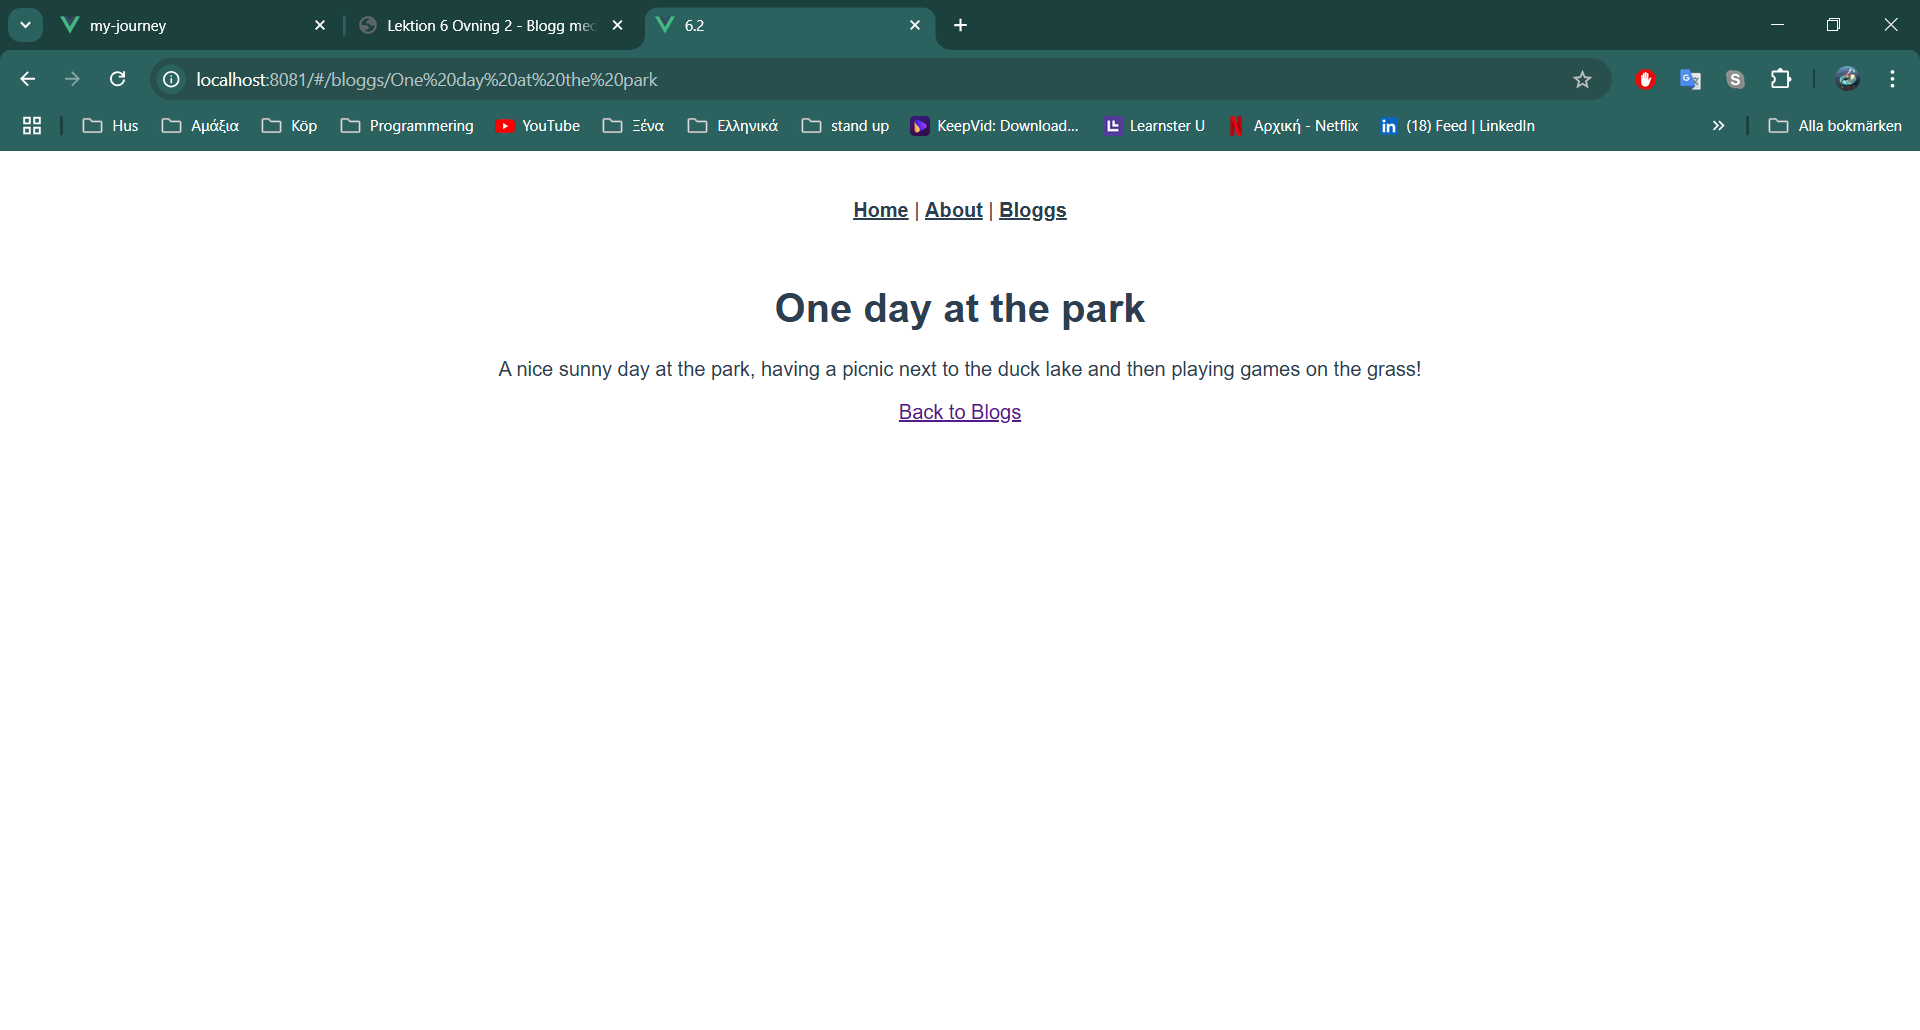 my-journey
Lektion 6 Ovning 2 - Blogg med
6.2
localhost:8081/#/bloggs/One%20day%20at%20the%20park
Hus Αμάξια Köp Programmering YouTube Ξένα Ελληνικά stand up KeepVid: Download... Learnster U Αρχική - Netflix (18) Feed | LinkedIn » Alla bokmärken
Home | About | Bloggs
One day at the park
A nice sunny day at the park, having a picnic next to the duck lake and then playing games on the grass!
Back to Blogs